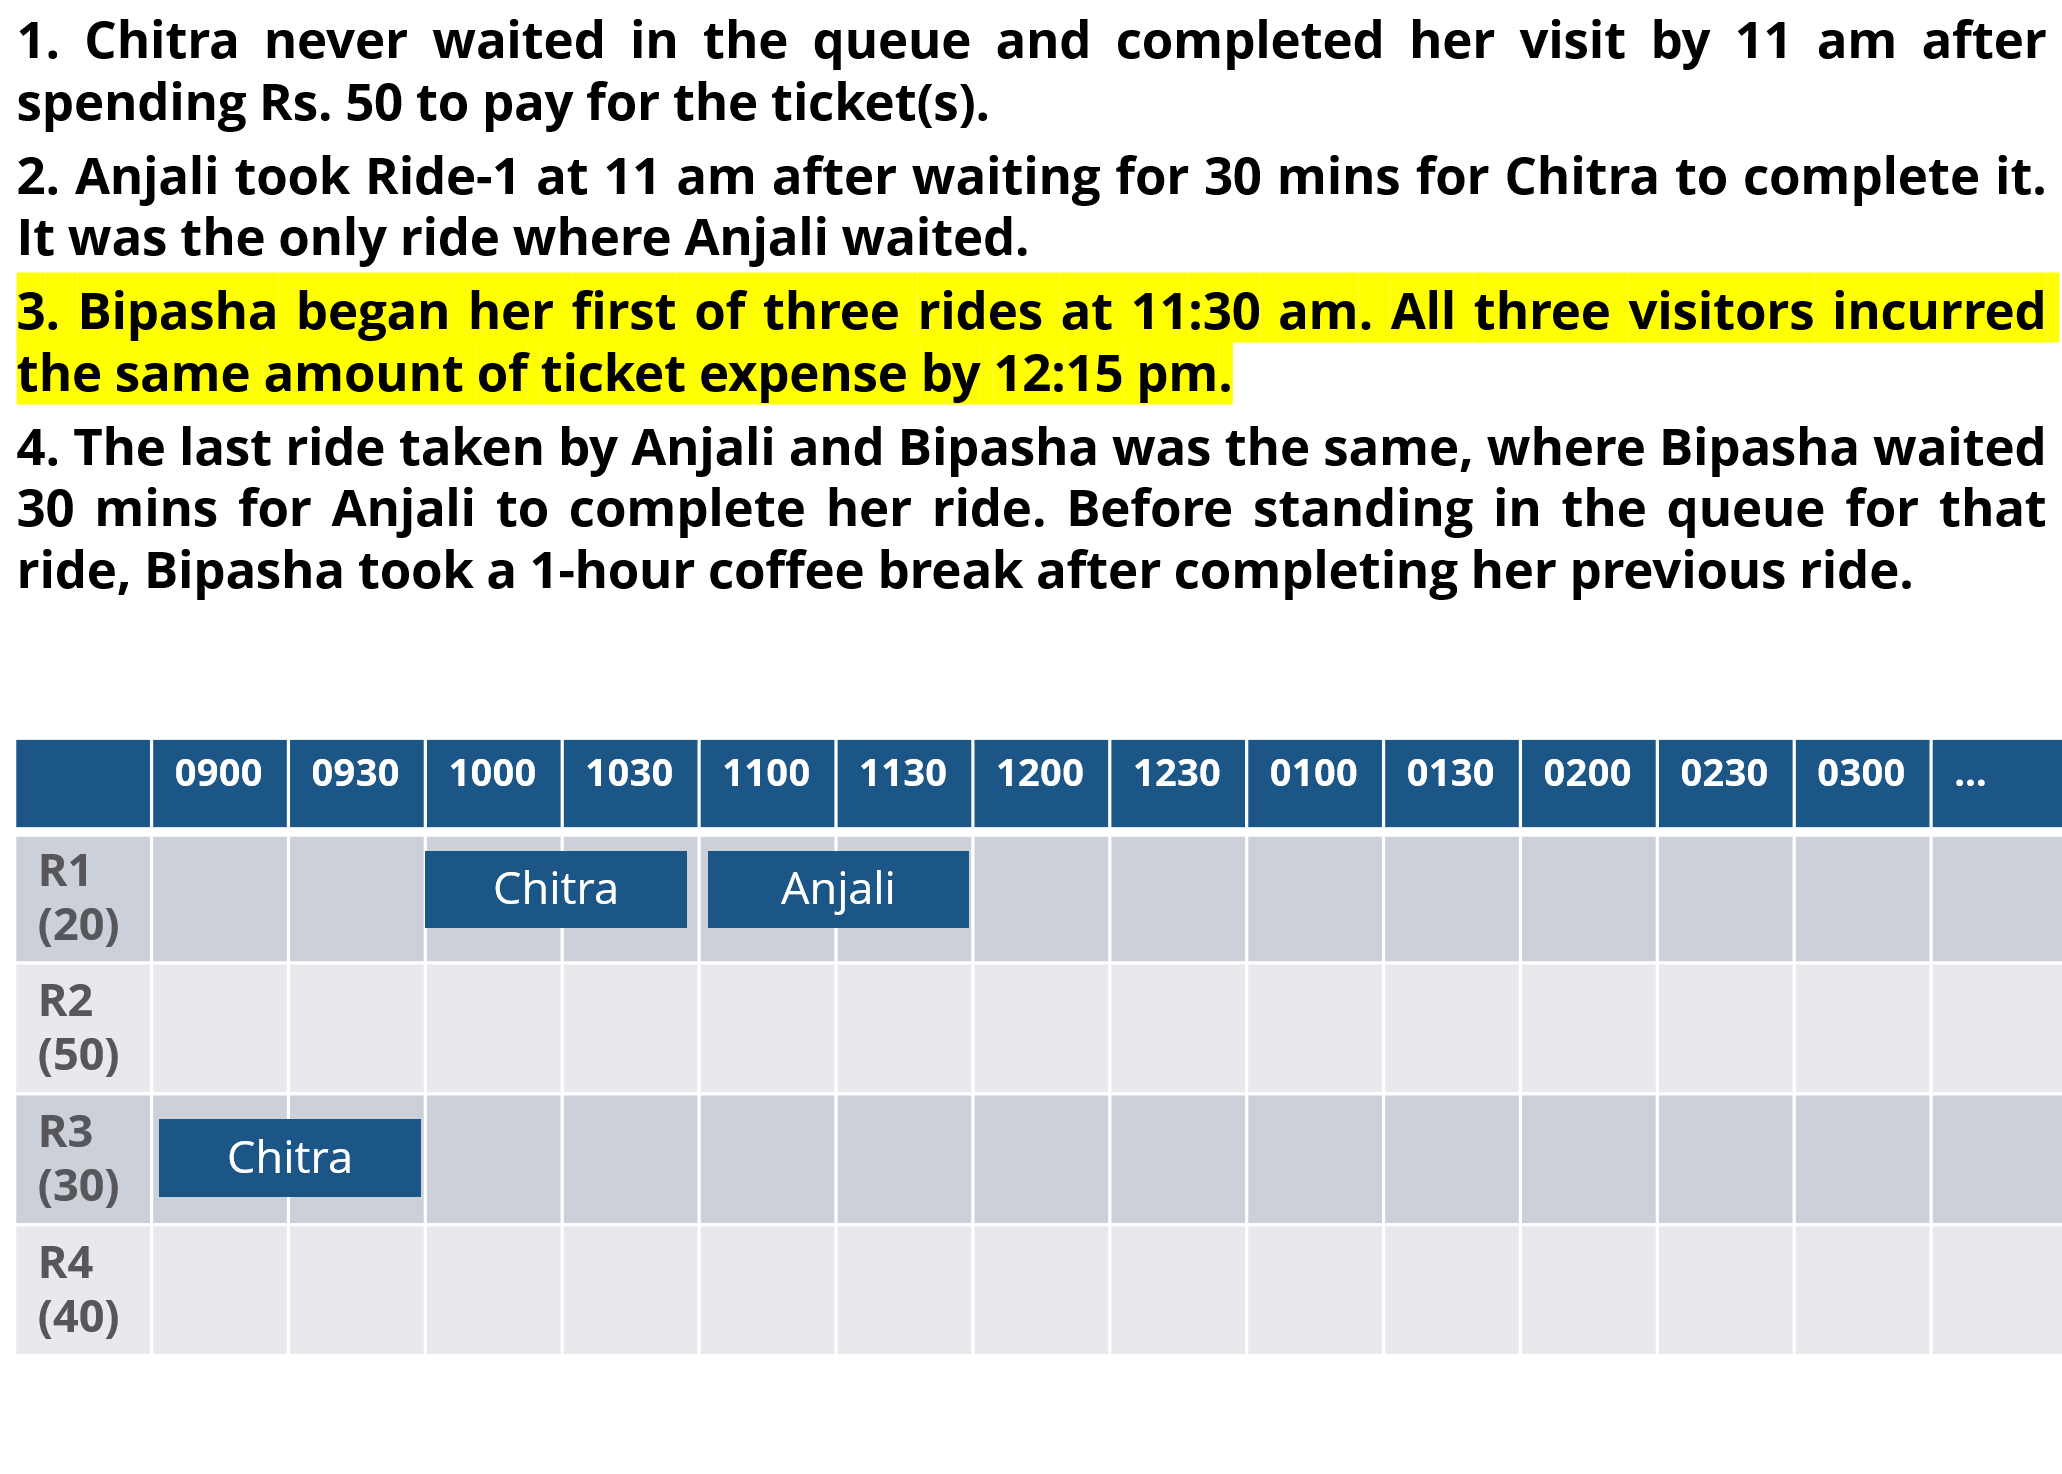 1. Chitra never waited in the queue and completed her visit by 11 am after
spending Rs. 50 to pay for the ticket(s).
2. Anjali took Ride-1 at 11 am after waiting for 30 mins for Chitra to complete it.
It was the only ride where Anjali waited.
3. Bipasha began her first of three rides at 11:30 am. All three visitors incurred
the same amount of ticket expense by 12:15 pm.
4. The last ride taken by Anjali and Bipasha was the same, where Bipasha waited
30 mins for Anjali to complete her ride. Before standing in the queue for that
ride, Bipasha took a 1-hour coffee break after completing her previous ride.
0900 0930 1000 1030 1100 1130 1200 1230 0100 0130 0200 0230 0300 ...
R1
(20)
Chitra Anjali
R2
(50)
R3
(30)
Chitra
R4
(40)